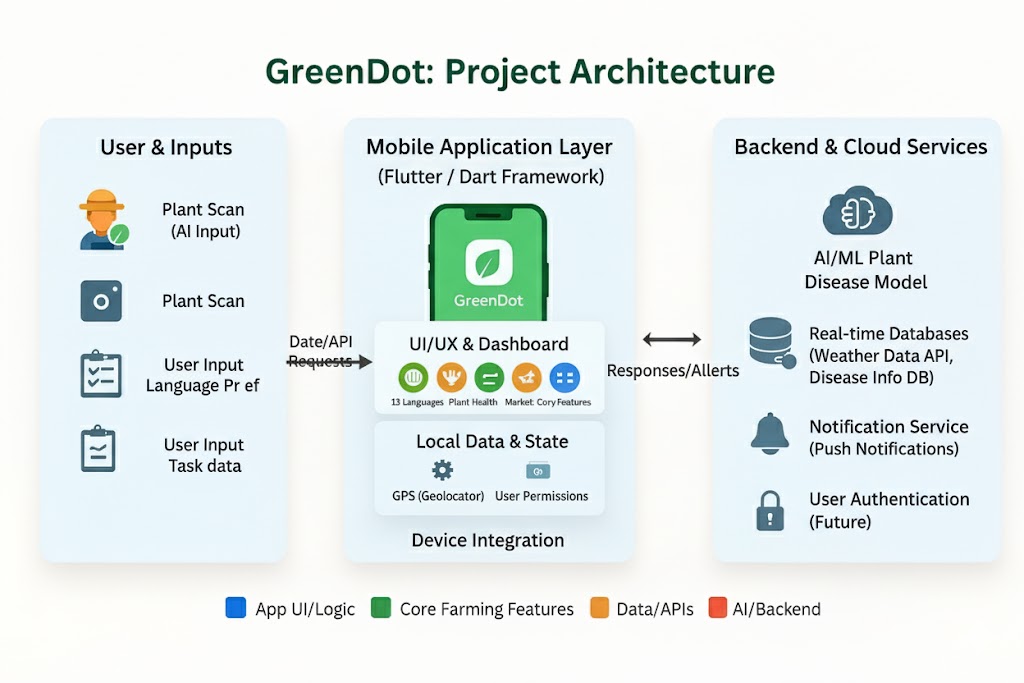 GreenDot: Project Architecture
User & Inputs
Plant Scan
(AI Input)
Plant Scan
User Input
Language Pr ef
User Input
Task data
Date/API
Requests
Mobile Application Layer
(Flutter / Dart Framework)
GreenDot
UI/UX & Dashboard
13 Languages Plant Health Market Cory Features
Local Data & State
GPS (Geolocator) User Permissions
Device Integration
Responses/Allerts
Backend & Cloud Services
AI/ML Plant
Disease Model
Real-time Databases
(Weather Data API,
Disease Info DB)
Notification Service
(Push Notifications)
User Authentication
(Future)
App UI/Logic Core Farming Features Data/APIs AI/Backend